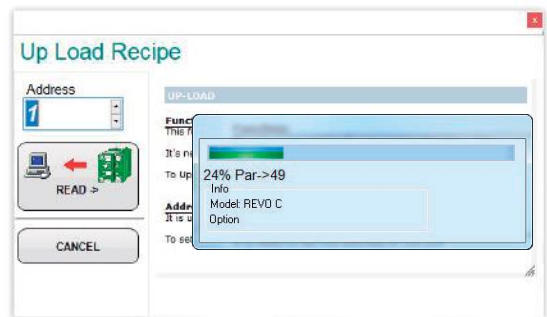 x
Up Load Recipe
Address
1
READ ->
CANCEL
UP-LOAD
Func
This f
It's ne
To Up
Addr
It is u
To set
24% Par->49
Info
Model: REVO C
Option